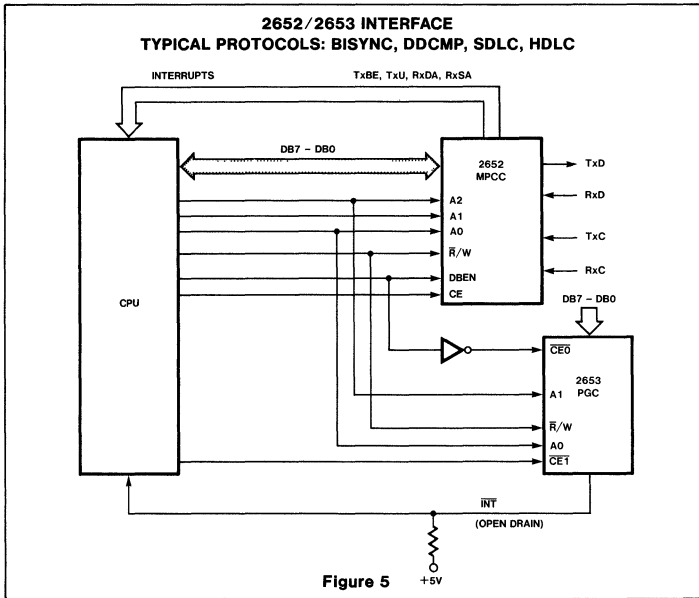 2652/2653 INTERFACE
TYPICAL PROTOCOLS: BISYNC, DDCMP, SDLC, HDLC
INTERRUPTS
TxBE, TxU, RxDA, RxSA
DB7 – DB0
2652
MPCC
TxD
RxD
TxC
RxC
A2
A1
A0
R̅/W
DBEN
CE
CPU
DB7 – DB0
C̅E̅0̅
2653
PGC
A1
R̅/W
A0
C̅E̅1̅
I̅N̅T̅
(OPEN DRAIN)
+5V
Figure 5